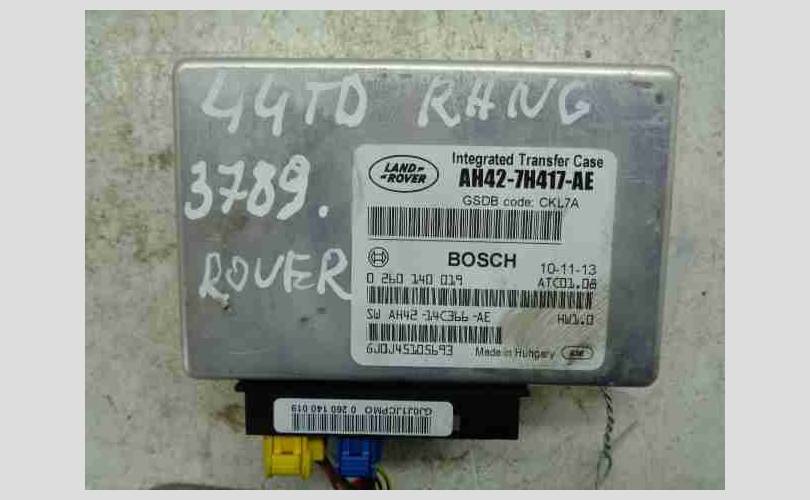 44TD RANG
3789.
ROVER
LAND-
-ROVER
Integrated Transfer Case
AH42-7H417-AE
GSDB code: CKL7A
BOSCH
10-11-13
0 260 140 019
ATC01.08
SW AH42-14C366-AE
HW1.0
GJ0J45105693
Made in Hungary
GJ0J1JCPMO 0 260 140 019